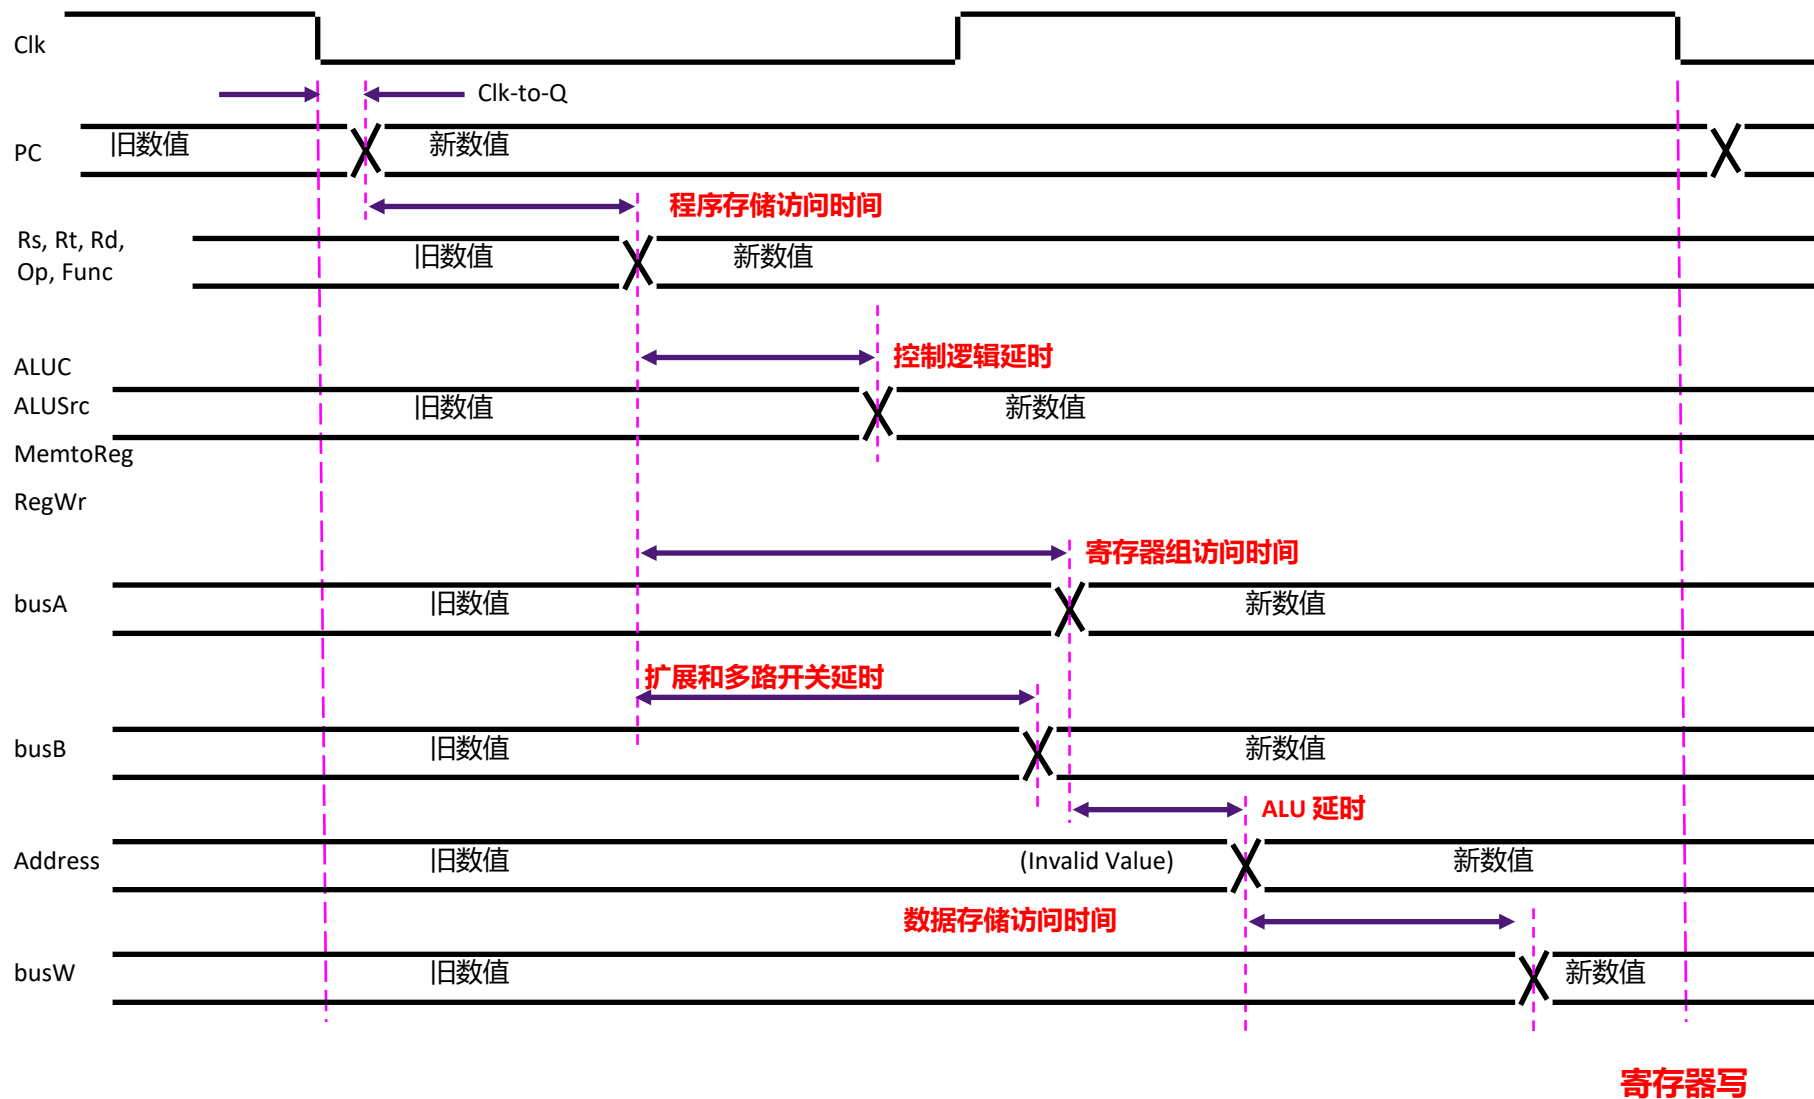 Clk
Clk-to-Q
PC
旧数值
新数值
程序存储访问时间
Rs, Rt, Rd,
Op, Func
旧数值
新数值
控制逻辑延时
ALUC
ALUSrc
旧数值
新数值
MemtoReg
RegWr
寄存器组访问时间
busA
旧数值
新数值
扩展和多路开关延时
busB
旧数值
新数值
ALU 延时
Address
旧数值
(Invalid Value)
新数值
数据存储访问时间
busW
旧数值
新数值
寄存器写